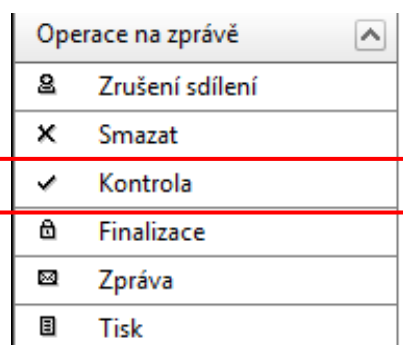 Operace na zprávě
Zrušení sdílení
Smazat
Kontrola
Finalizace
Zpráva
Tisk